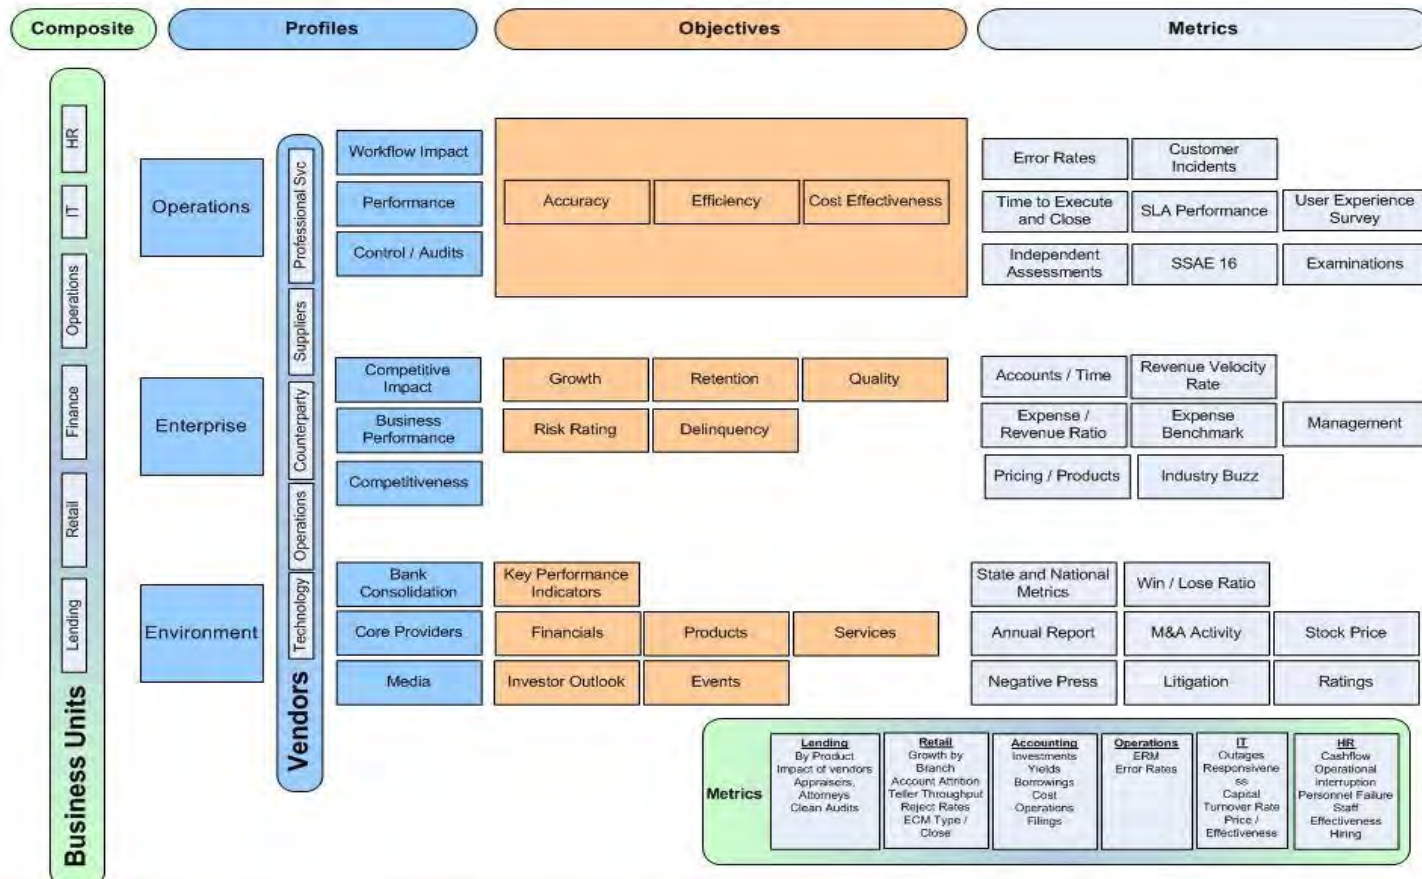 Composite
Profiles
Objectives
Metrics
HR
IT
Operations
Finance
Retail
Lending
Business Units
Operations
Enterprise
Environment
Professional Svc
Suppliers
Counterparty
Operations
Technology
Vendors
Workflow Impact
Performance
Control / Audits
Accuracy
Efficiency
Cost Effectiveness
Error Rates
Customer
Incidents
Time to Execute
and Close
SLA Performance
User Experience
Survey
Independent
Assessments
SSAE 16
Examinations
Competitive
Impact
Business
Performance
Competitiveness
Growth
Retention
Quality
Risk Rating
Delinquency
Accounts / Time
Revenue Velocity
Rate
Expense /
Revenue Ratio
Expense
Benchmark
Management
Pricing / Products
Industry Buzz
Bank
Consolidation
Core Providers
Media
Key Performance
Indicators
Financials
Products
Services
Investor Outlook
Events
State and National
Metrics
Win / Lose Ratio
Annual Report
M&A Activity
Stock Price
Negative Press
Litigation
Ratings
Metrics
Lending
By Product
Impact of vendors
Appraisers,
Attorneys
Clean Audits
Retail
Growth by
Branch
Account Attrition
Teller Throughput
Reject Rates
ECM Type /
Close
Accounting
Investments
Yields
Borrowings
Cost
Operations
Filings
Operations
ERM
Error Rates
IT
Outages
Responsivene
ss
Capital
Turnover Rate
Price /
Effectiveness
HR
Cashflow
Operational
Interruption
Personnel Failure
Staff
Effectiveness
Hiring